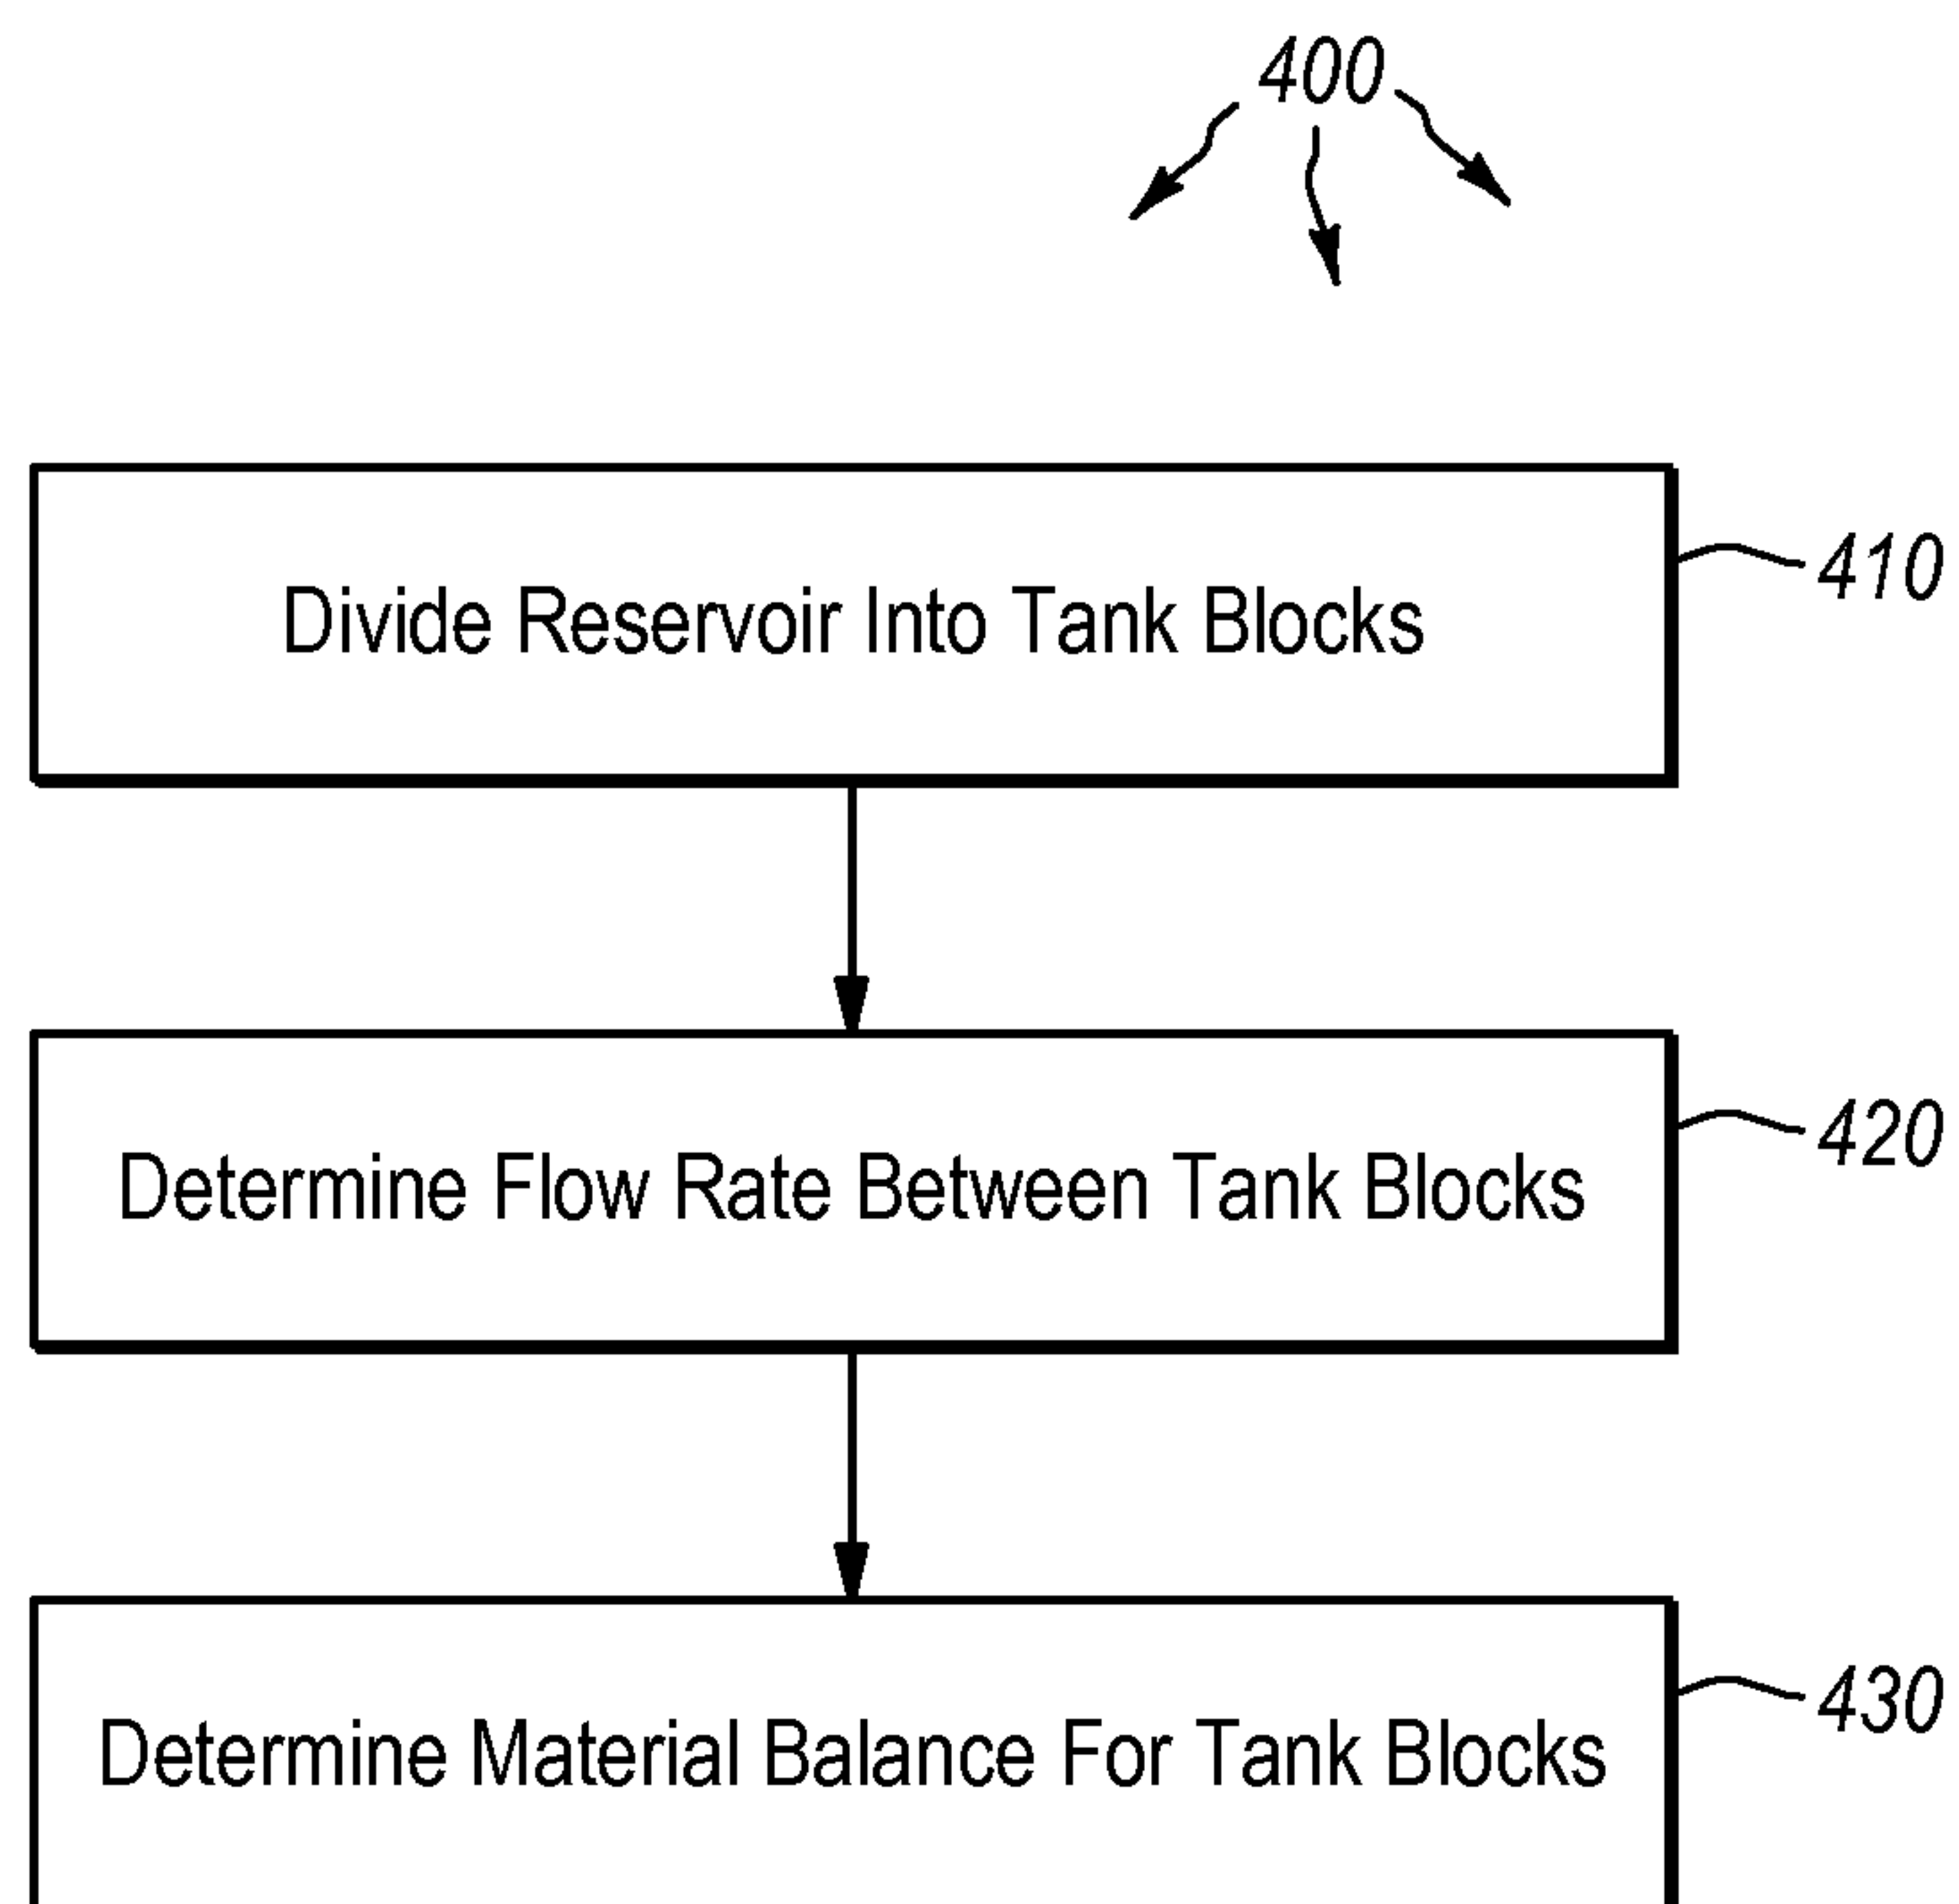 400
Divide Reservoir Into Tank Blocks
410
Determine Flow Rate Between Tank Blocks
420
Determine Material Balance For Tank Blocks
430